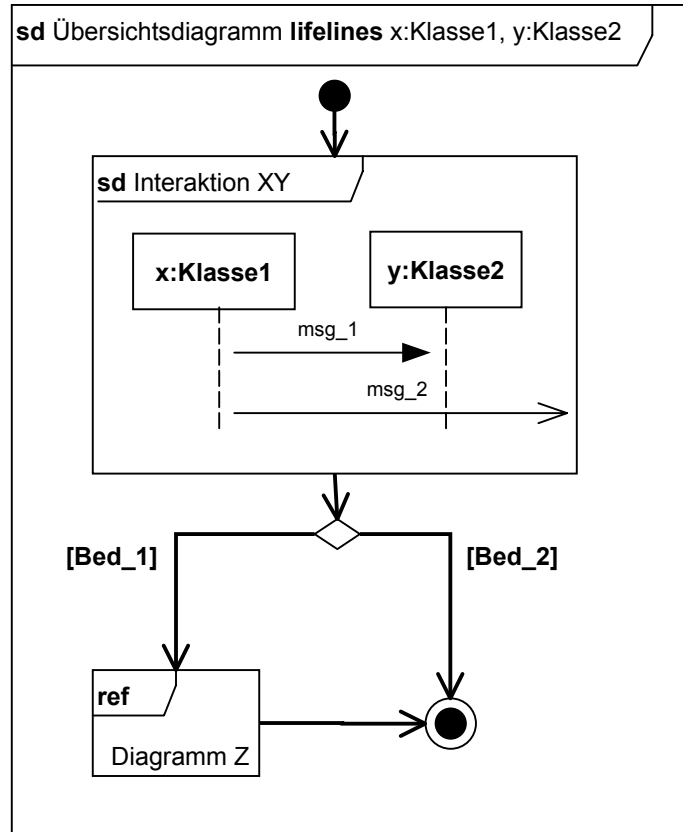 sd Übersichtsdiagramm lifelines x:Klasse1, y:Klasse2
sd Interaktion XY
x:Klasse1
y:Klasse2
msg_1
msg_2
[Bed_1]
[Bed_2]
ref
Diagramm Z